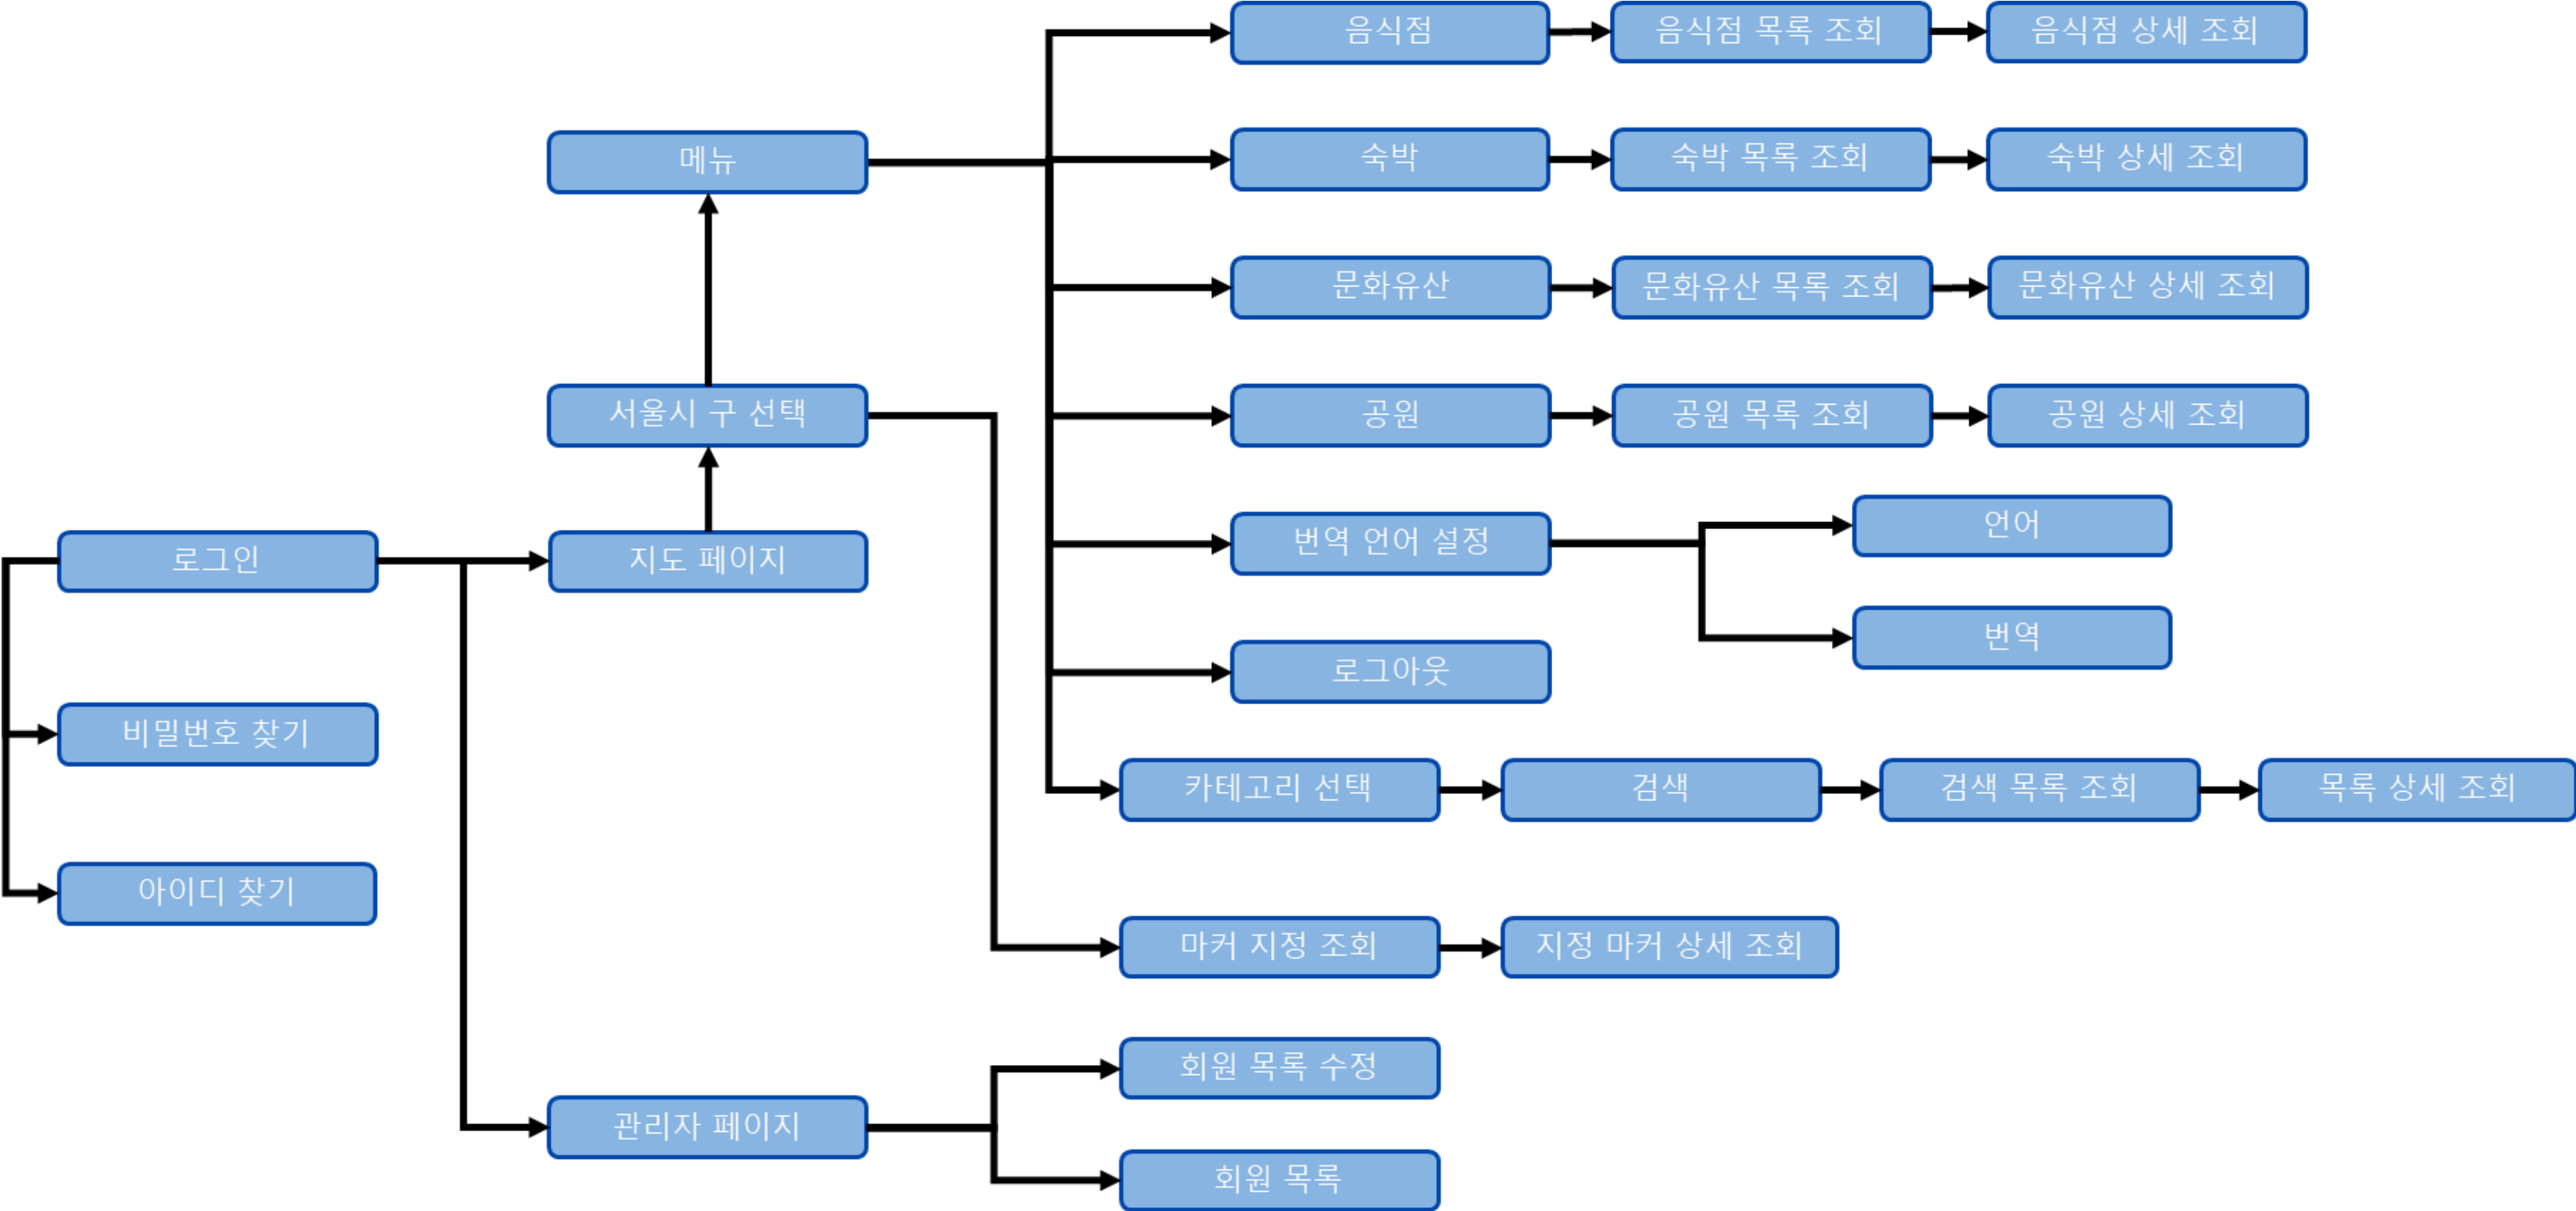 음식점
음식점 목록 조회
음식점 상세 조회
메뉴
숙박
숙박 목록 조회
숙박 상세 조회
문화유산
문화유산 목록 조회
문화유산 상세 조회
서울시 구 선택
공원
공원 목록 조회
공원 상세 조회
로그인
지도 페이지
번역 언어 설정
언어
번역
로그아웃
비밀번호 찾기
카테고리 선택
검색
검색 목록 조회
목록 상세 조회
아이디 찾기
마커 지정 조회
지정 마커 상세 조회
관리자 페이지
회원 목록 수정
회원 목록